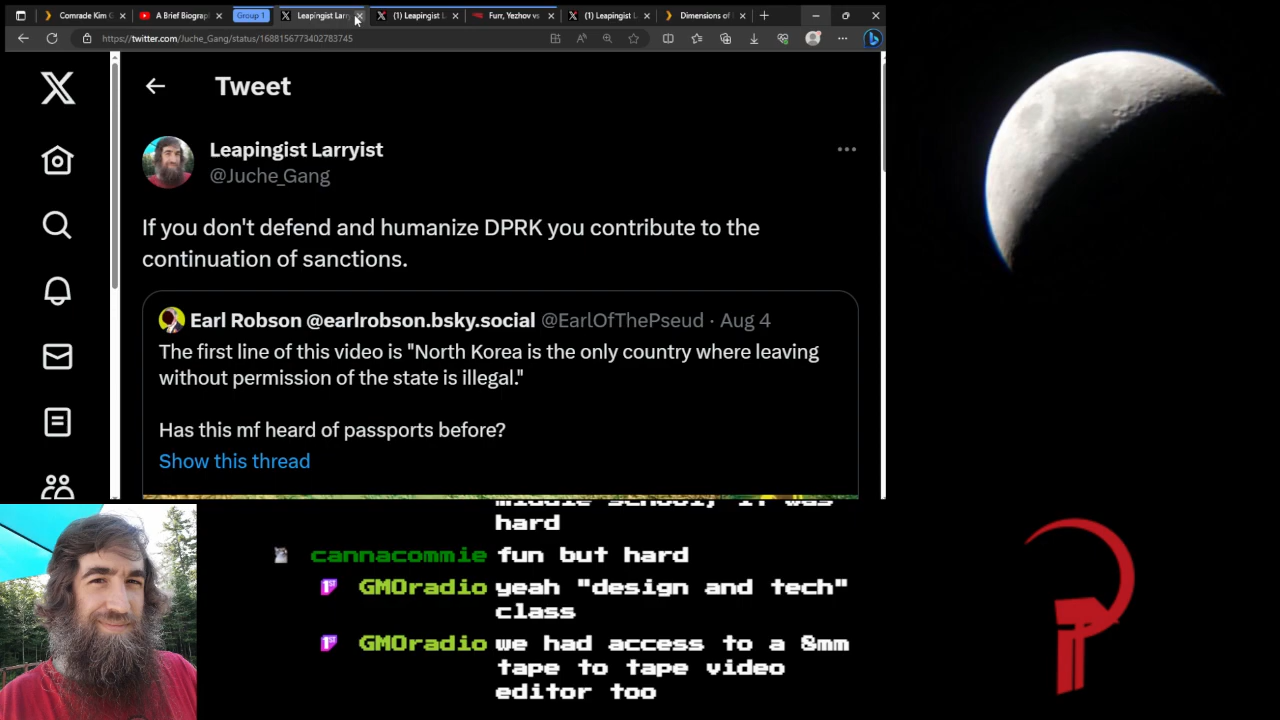 Comrade Kim G
A Brief Biograp
Group 1
Leapingist Larr
(1) Leapingist L
Furr, Yezhov vs
(1) Leapingist L
Dimensions of
https://twitter.com/Juche_Gang/status/1688156773402783745
Tweet
Leapingist Larryist
@Juche_Gang
If you don't defend and humanize DPRK you contribute to the
continuation of sanctions.
Earl Robson @earlrobson.bsky.social @EarlOfThePseud · Aug 4
The first line of this video is "North Korea is the only country where leaving
without permission of the state is illegal."
Has this mf heard of passports before?
Show this thread
middle school, it was
hard
cannacommie fun but hard
GMOradio yeah "design and tech"
class
GMOradio we had access to a 8mm
tape to tape video
editor too